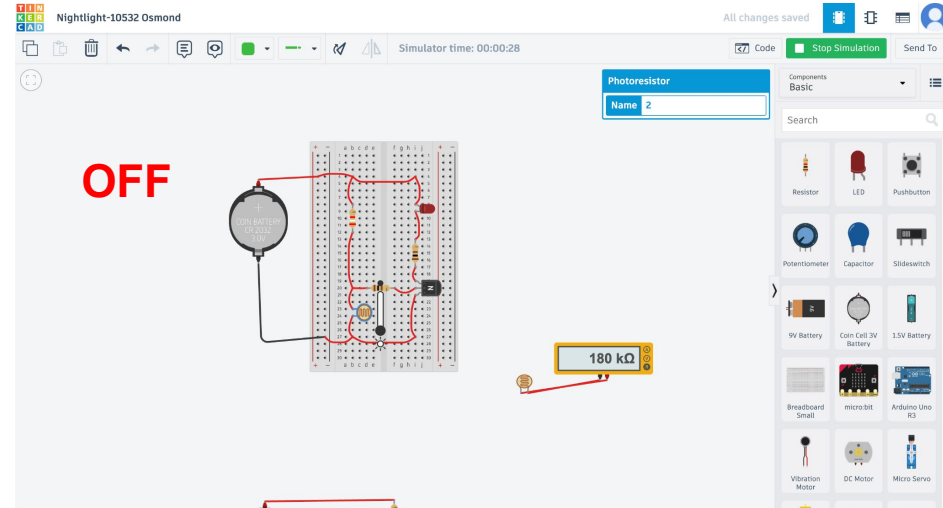 TIN
KER
CAD
Nightlight-10532 Osmond
All changes saved
Simulator time: 00:00:28
Code
Stop Simulation
Send To
Photoresistor
Name 2
Components
Basic
Search
OFF
COIN BATTERY
CR 2032
3.0V
180 kΩ
Resistor
LED
Pushbutton
Potentiometer
Capacitor
Slideswitch
9V Battery
Coin Cell 3V
Battery
1.5V Battery
Breadboard
Small
micro:bit
Arduino Uno
R3
Vibration
Motor
DC Motor
Micro Servo